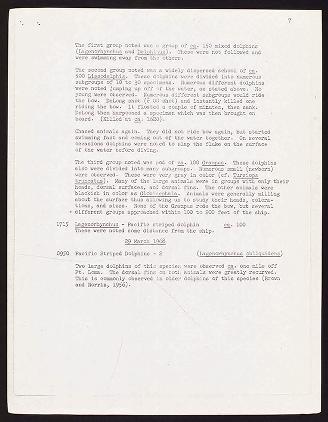 7
The first group noted was a group of ca. 150 mixed dolphins
(Lagenorhynchus and Delphinus). These were not followed and
were swimming away from the others.
The second group noted was a widely dispersed school of ca.
500 Lissodelphis. These dolphins were divided into numerous
subgroups of 10 to 30 specimens. Numerous different dolphins
were noted jumping up off of the water, as stated above. No
young were observed. Numerous different subgroups would ride
the bow. DeLong shot (2.00 shot) and instantly killed one
riding the bow. It floated a couple of minutes, then sank.
DeLong then harpooned a specimen which was then brought on
board. (Killed at ca. 1620).
Chased animals again. They did not ride bow again, but started
swimming fast and coming out of the water together. On several
occasions dolphins were noted to slap the fluke on the surface
of the water before diving.
The third group noted was pod of ca. 100 Grampus. These dolphins
also were divided into many subgroups. Numerous small (newborn)
were observed. These were very gray in color (cf. Tursiops
truncatus). Many of the large animals were in groups with only their
heads, dorsal surfaces, and dorsal fins. The other animals were
blackish in color as Globicephala. Animals were generally milling
about the surface thus allowing us to study their heads, colora-
tions, and sizes. None of the Grampus rode the bow, but several
different groups approached within 100 to 200 feet of the ship.
1715 Lagenorhynchus - Pacific striped dolphin ca. 100
These were noted some distance from the ship.
29 March 1968
0950 Pacific Striped Dolphin - 2 (Lagenorhynchus obliquidens)
Two large dolphins of this species were observed ca. one mile off
Pt. Loma. The dorsal fins on both animals were greatly recurved.
This is commonly observed in older dolphins of this species (Brown
and Norris, 1956).